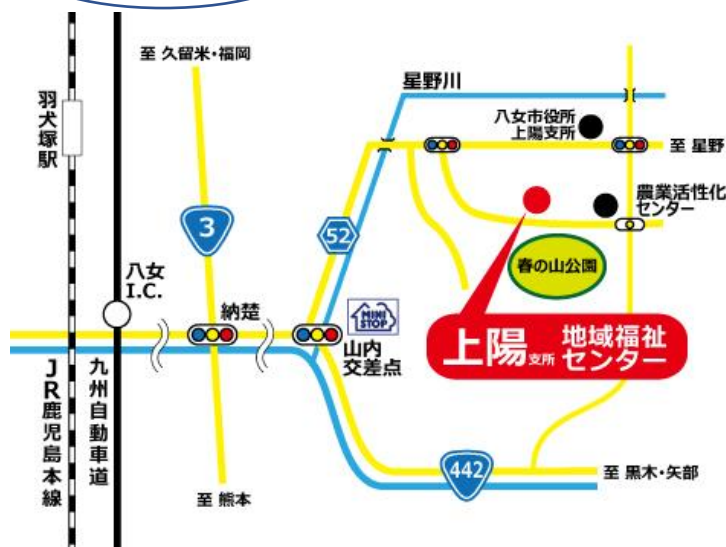 至 久留米・福岡
星野川
八女市役所
上陽支所
至 星野
羽犬塚駅
農業活性化
センター
3
52
八女
I.C.
春の山公園
納楚
MINI
STOP
山内
交差点
上陽 支所 地域福祉
センター
JR鹿児島本線
九州自動車道
442
至 黒木・矢部
至 熊本